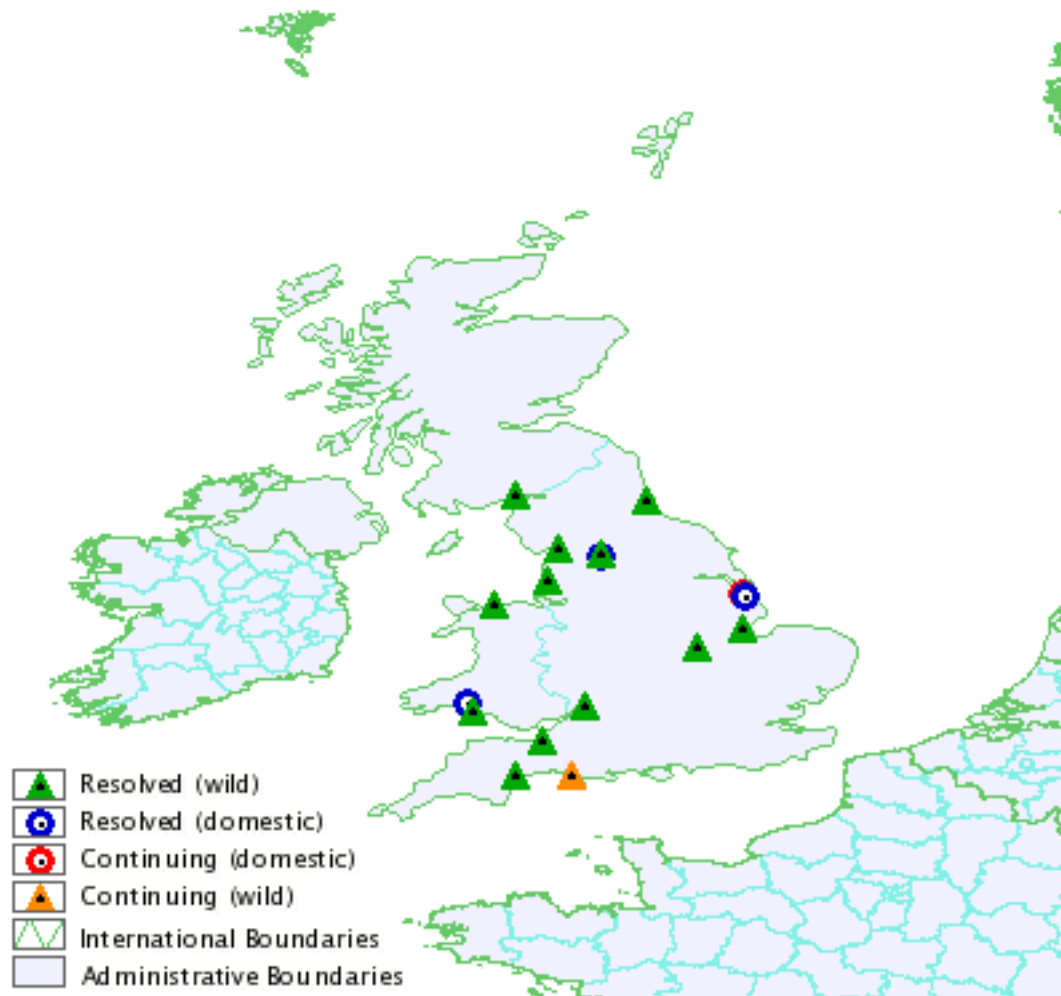 Resolved (wild)
Resolved (domestic)
Continuing (domestic)
Continuing (wild)
International Boundaries
Administrative Boundaries